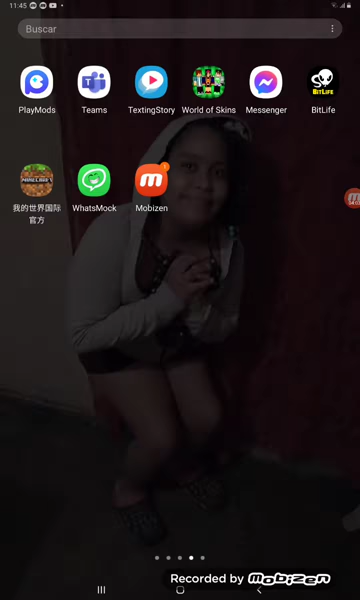 11:45
Buscar
PlayMods
Teams
TextingStory
World of Skins
Messenger
BITLIFE
BitLife
我的世界国际
官方
WhatsMock
Mobizen
Recorded by mobizen